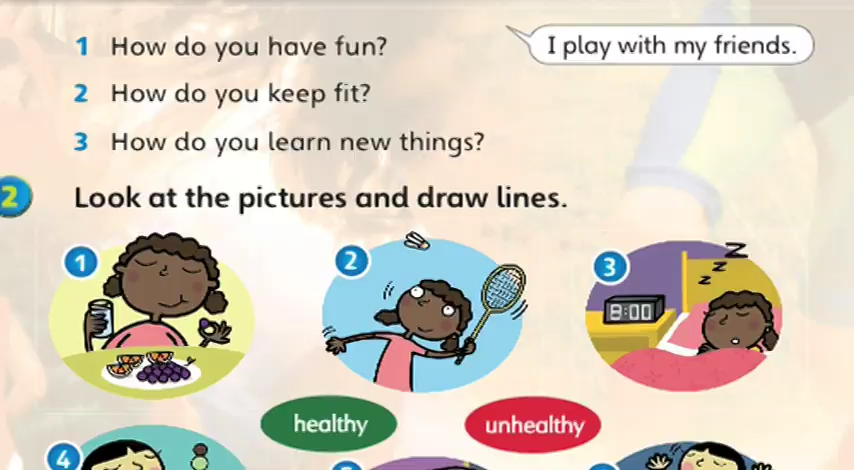 1 How do you have fun?
I play with my friends.
2 How do you keep fit?
3 How do you learn new things?
2 Look at the pictures and draw lines.
1
2
3
8:00
z z z
healthy
unhealthy
4